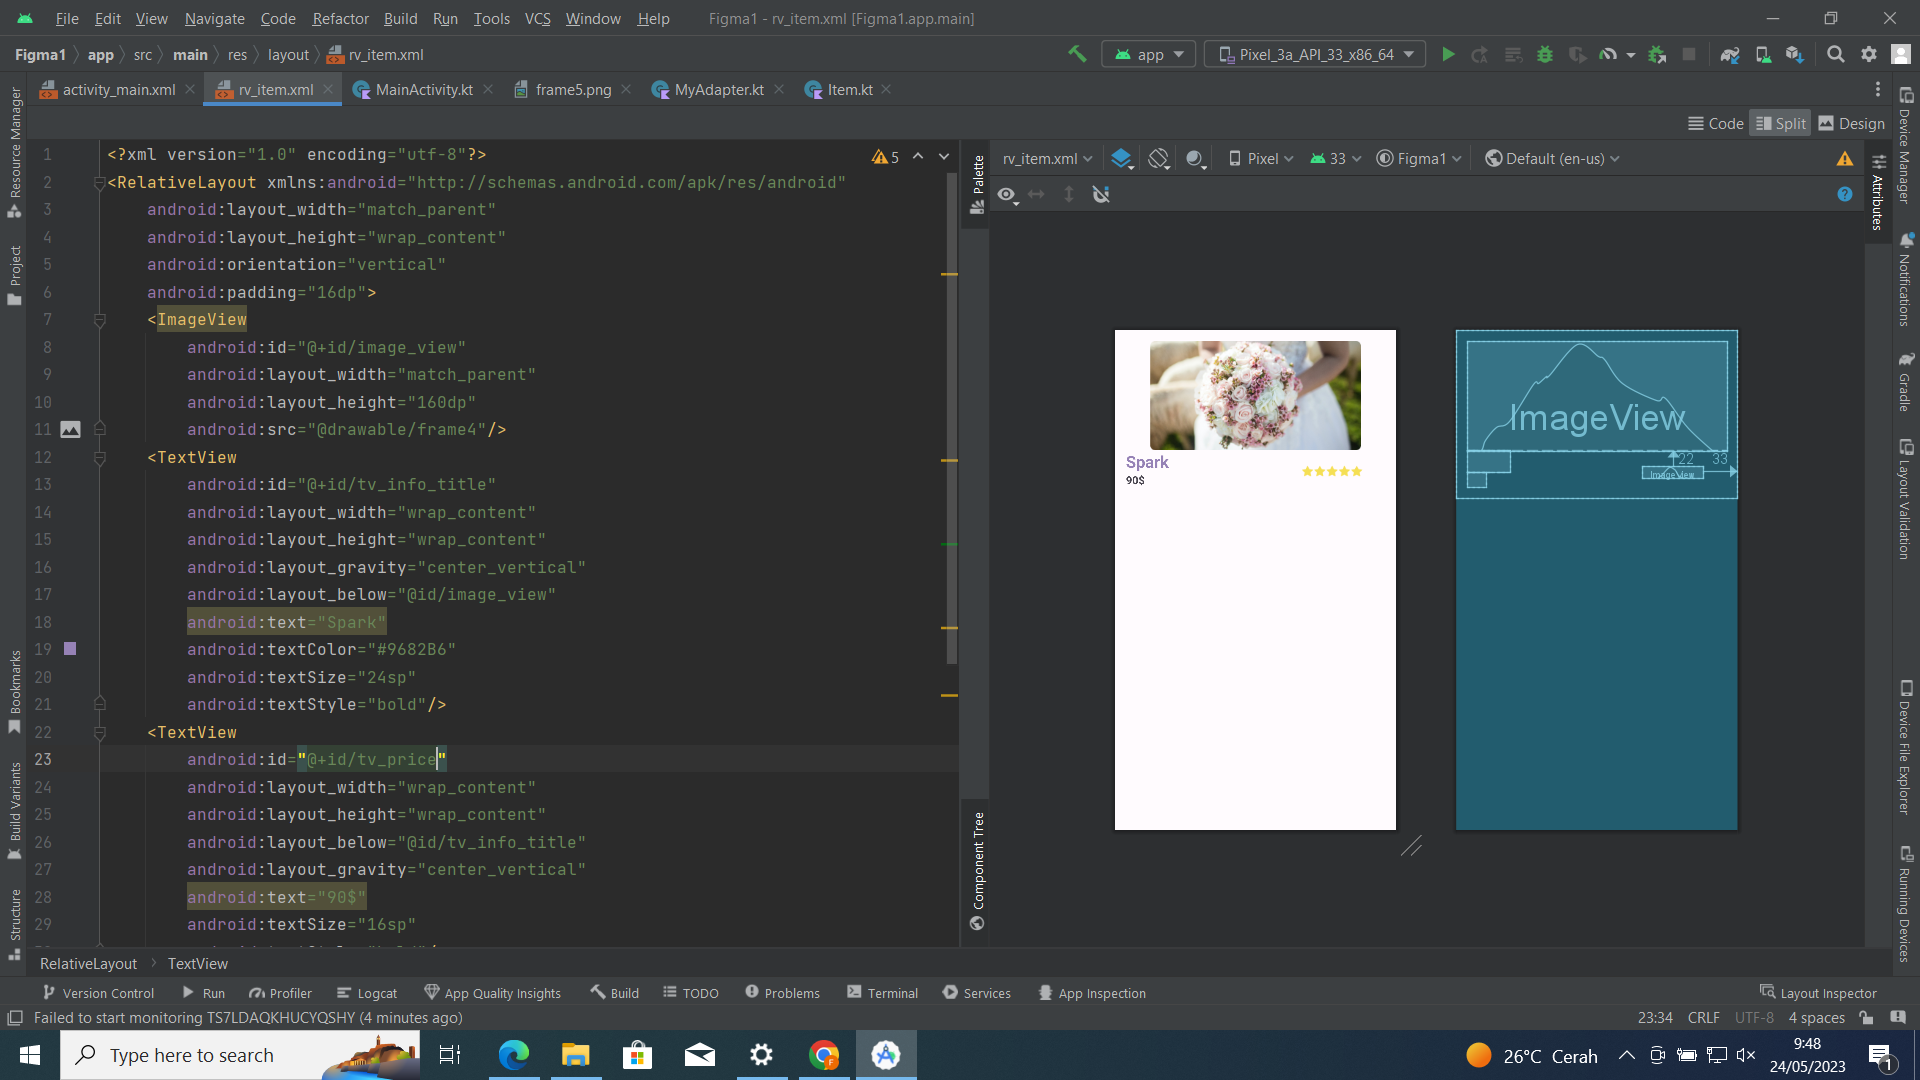 File Edit View Navigate Code Refactor Build Run Tools VCS Window Help Figma1 - rv_item.xml [Figma1.app.main]
Figma1 app src main res layout rv_item.xml app Pixel_3a_API_33_x86_64
activity_main.xml rv_item.xml MainActivity.kt frame5.png MyAdapter.kt Item.kt
Code Split Design
rv_item.xml Pixel 33 Figma1 Default (en-us)
5
1 <?xml version="1.0" encoding="utf-8"?>
2 <RelativeLayout xmlns:android="http://schemas.android.com/apk/res/android"
3 android:layout_width="match_parent"
4 android:layout_height="wrap_content"
5 android:orientation="vertical"
6 android:padding="16dp">
7 <ImageView
8 android:id="@+id/image_view"
9 android:layout_width="match_parent"
10 android:layout_height="160dp"
11 android:src="@drawable/frame4"/>
12 <TextView
13 android:id="@+id/tv_info_title"
14 android:layout_width="wrap_content"
15 android:layout_height="wrap_content"
16 android:layout_gravity="center_vertical"
17 android:layout_below="@id/image_view"
18 android:text="Spark"
19 android:textColor="#9682B6"
20 android:textSize="24sp"
21 android:textStyle="bold"/>
22 <TextView
23 android:id="@+id/tv_price"
24 android:layout_width="wrap_content"
25 android:layout_height="wrap_content"
26 android:layout_below="@id/tv_info_title"
27 android:layout_gravity="center_vertical"
28 android:text="90$"
29 android:textSize="16sp"
Resource Manager
Project
Bookmarks
Build Variants
Structure
Palette
Component Tree
Spark
90$
ImageView
22 33
ImageView
Attributes
Device Manager
Notifications
Gradle
Layout Validation
Device File Explorer
Running Devices
RelativeLayout TextView
Version Control Run Profiler Logcat App Quality Insights Build TODO Problems Terminal Services App Inspection Layout Inspector
Failed to start monitoring TS7LDAQKHUCYQSHY (4 minutes ago) 23:34 CRLF UTF-8 4 spaces
Type here to search 26°C Cerah 9:48
24/05/2023
1